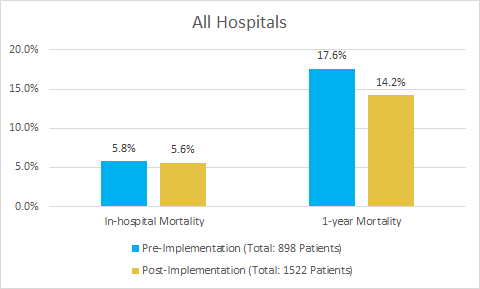 All Hospitals
20.0%
15.0%
10.0%
5.0%
0.0%
5.8%
5.6%
17.6%
14.2%
In-hospital Mortality
1-year Mortality
Pre-Implementation (Total: 898 Patients)
Post-Implementation (Total: 1522 Patients)